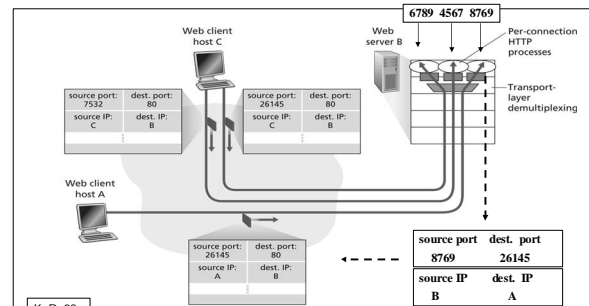 6789 4567 8769
Web client
host C
Web
server B
Per-connection
HTTP
processes
Transport-
layer
demultiplexing
source port:
7532
dest. port:
80
source IP:
C
dest. IP:
B
source port:
26145
dest. port:
80
source IP:
C
dest. IP:
B
Web client
host A
source port:
26145
dest. port:
80
source IP:
A
dest. IP:
B
source port dest. port
8769 26145
source IP dest. IP
B A